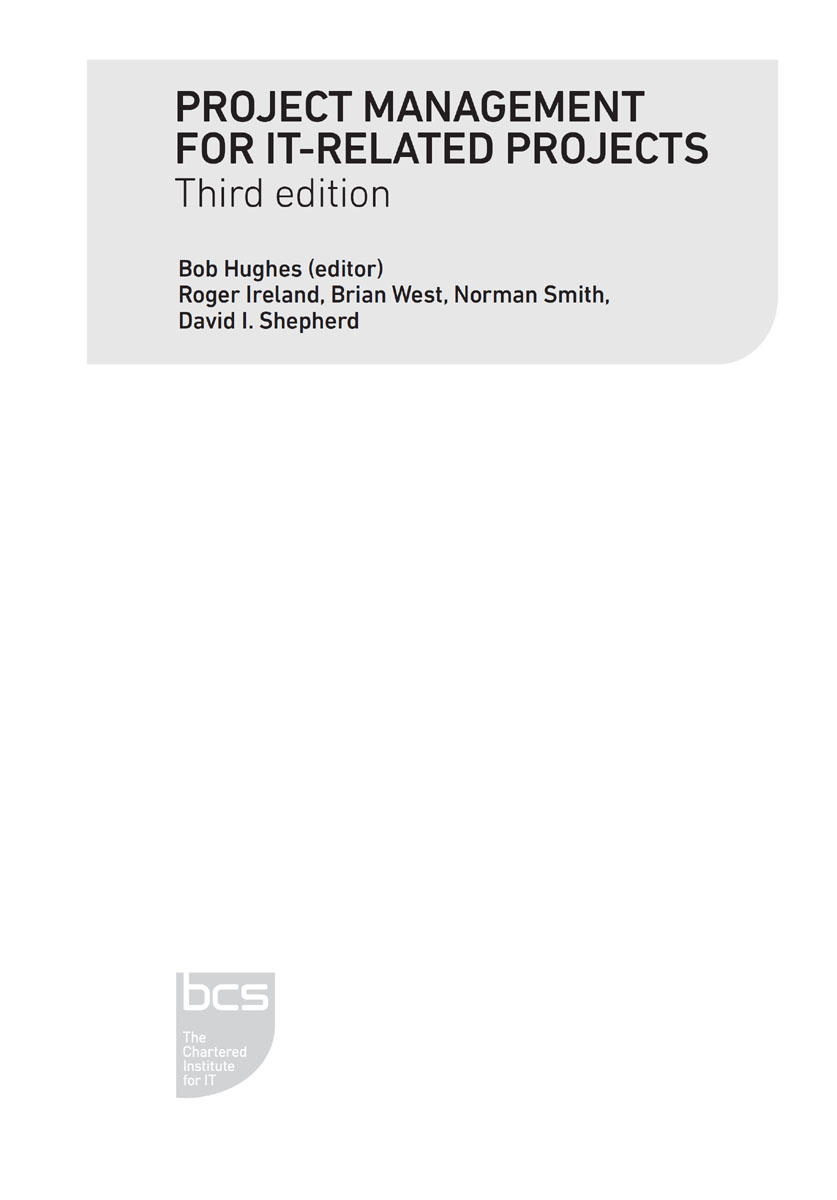 PROJECT MANAGEMENT
FOR IT-RELATED PROJECTS
Third edition
Bob Hughes (editor)
Roger Ireland, Brian West, Norman Smith,
David I. Shepherd
bcs
The
Chartered
Institute
for IT